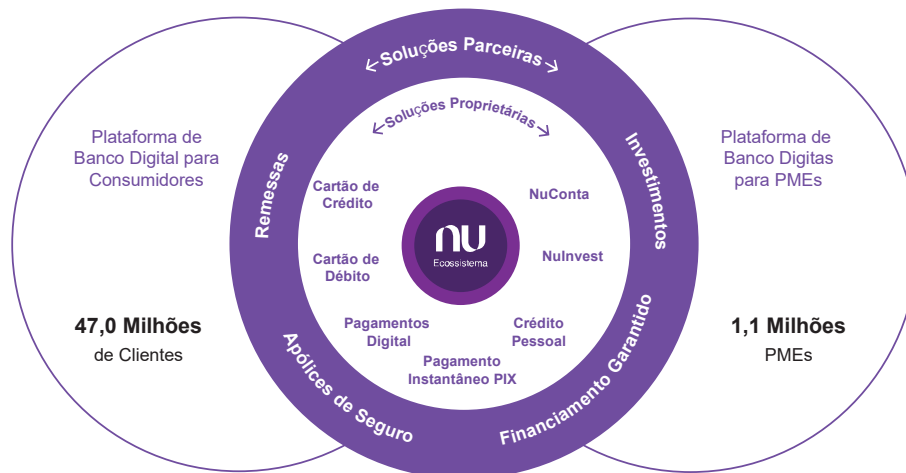 ←Soluções Parceiras→
←Soluções Proprietárias→
Plataforma de
Banco Digital para
Consumidores
47,0 Milhões
de Clientes
Remessas
Apólices de Seguro
Cartão de
Crédito
Cartão de
Débito
Pagamentos
Digital
Pagamento
Instantâneo PIX
Crédito
Pessoal
NuInvest
NuConta
nu
Ecossistema
Investimentos
Financiamento Garantido
Plataforma de
Banco Digitas
para PMEs
1,1 Milhões
PMEs